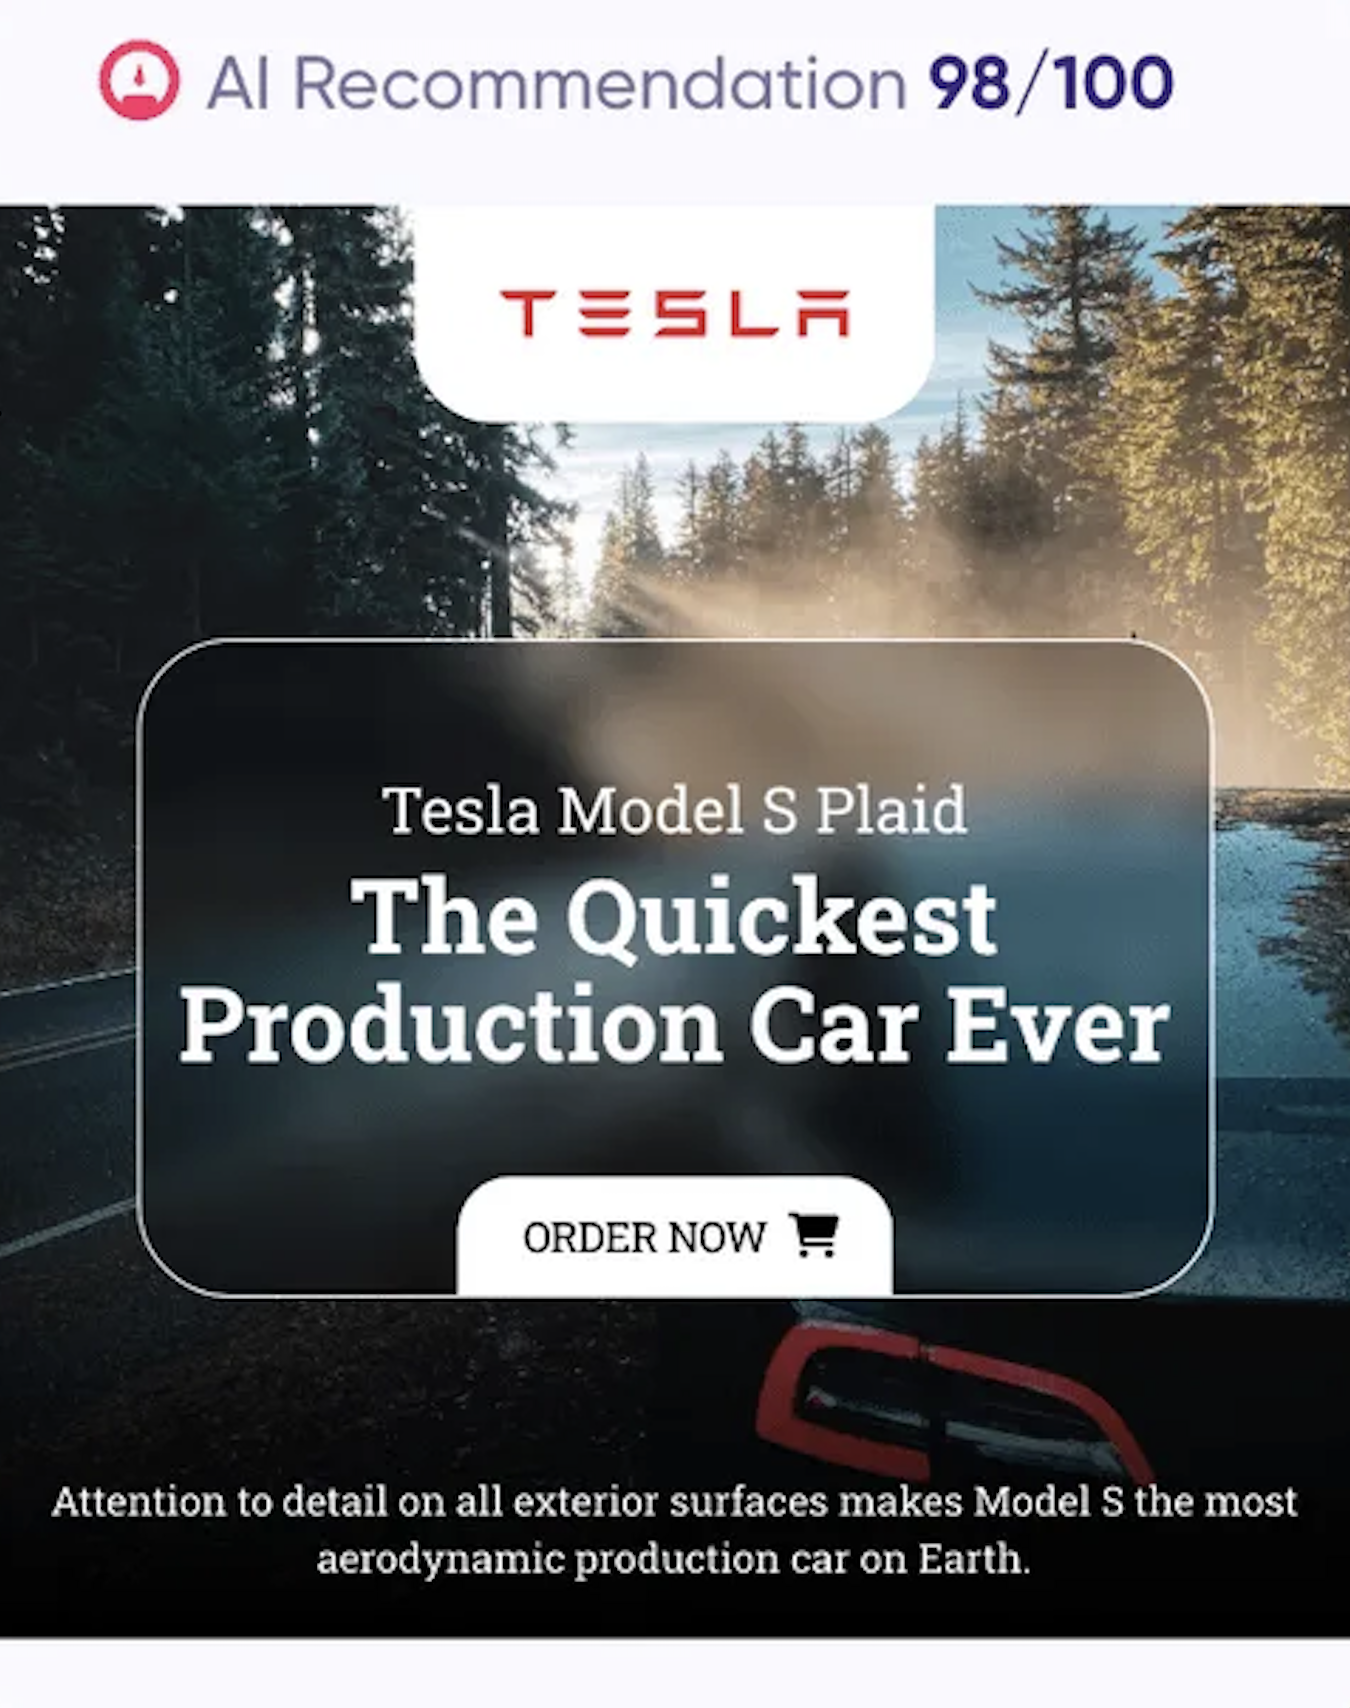 AI Recommendation 98/100
TESLA
Tesla Model S Plaid
The Quickest
Production Car Ever
ORDER NOW
Attention to detail on all exterior surfaces makes Model S the most
aerodynamic production car on Earth.